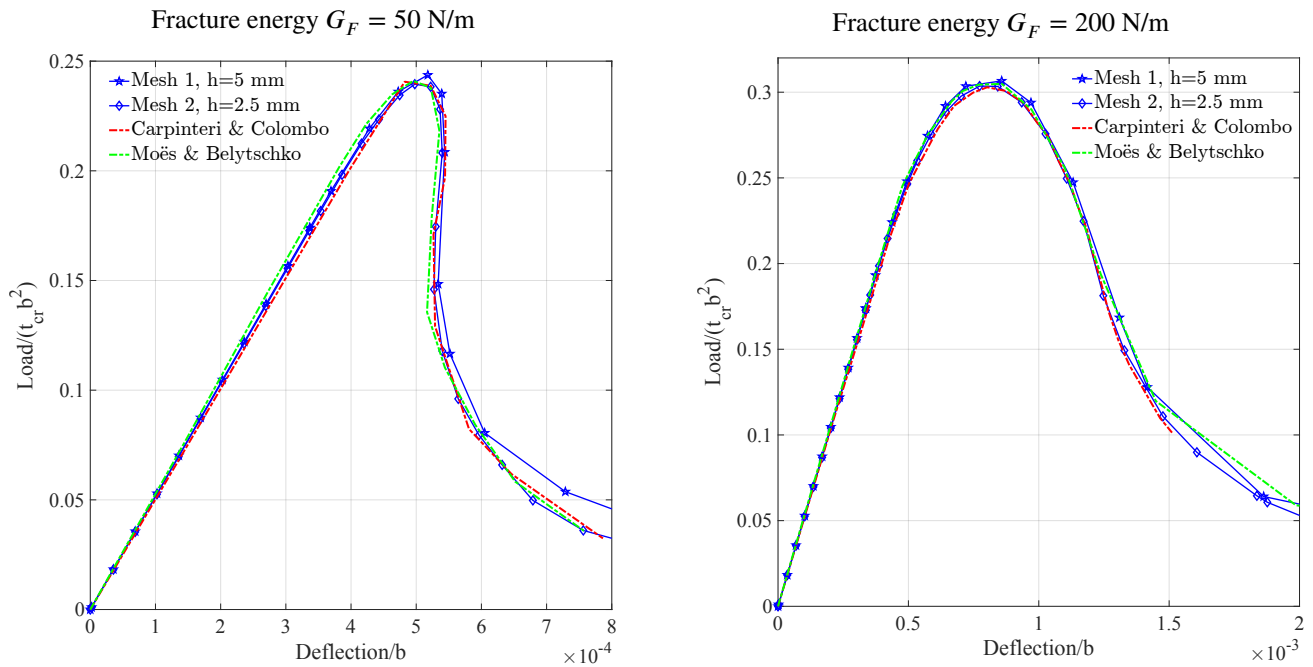 Fracture energy G_F = 50 N/m
0.25
0.2
0.15
0.1
0.05
0
Load/(t_cr b^2)
Mesh 1, h=5 mm
Mesh 2, h=2.5 mm
Carpinteri & Colombo
Moës & Belytschko
0 1 2 3 4 5 6 7 8
Deflection/b
×10^-4
Fracture energy G_F = 200 N/m
0.3
0.25
0.2
0.15
0.1
0.05
0
Load/(t_cr b^2)
Mesh 1, h=5 mm
Mesh 2, h=2.5 mm
Carpinteri & Colombo
Moës & Belytschko
0 0.5 1 1.5 2
Deflection/b
×10^-3